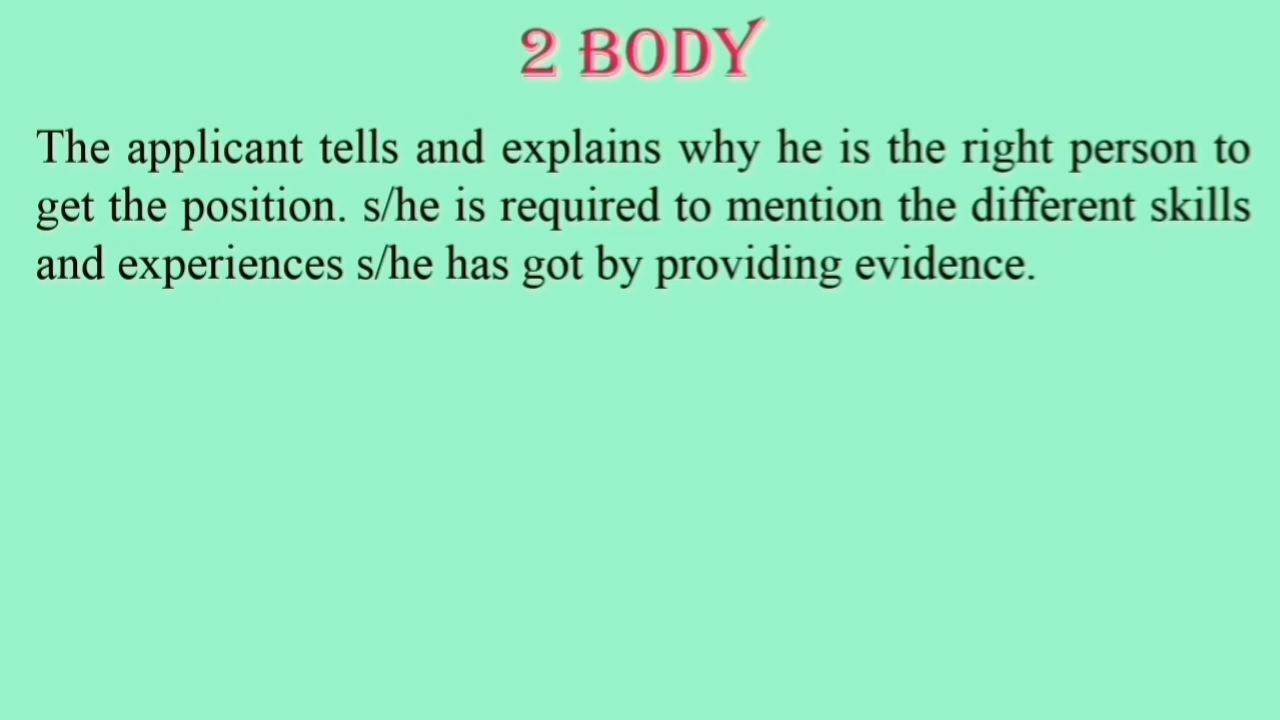 2 BODY
The applicant tells and explains why he is the right person to
get the position. s/he is required to mention the different skills
and experiences s/he has got by providing evidence.